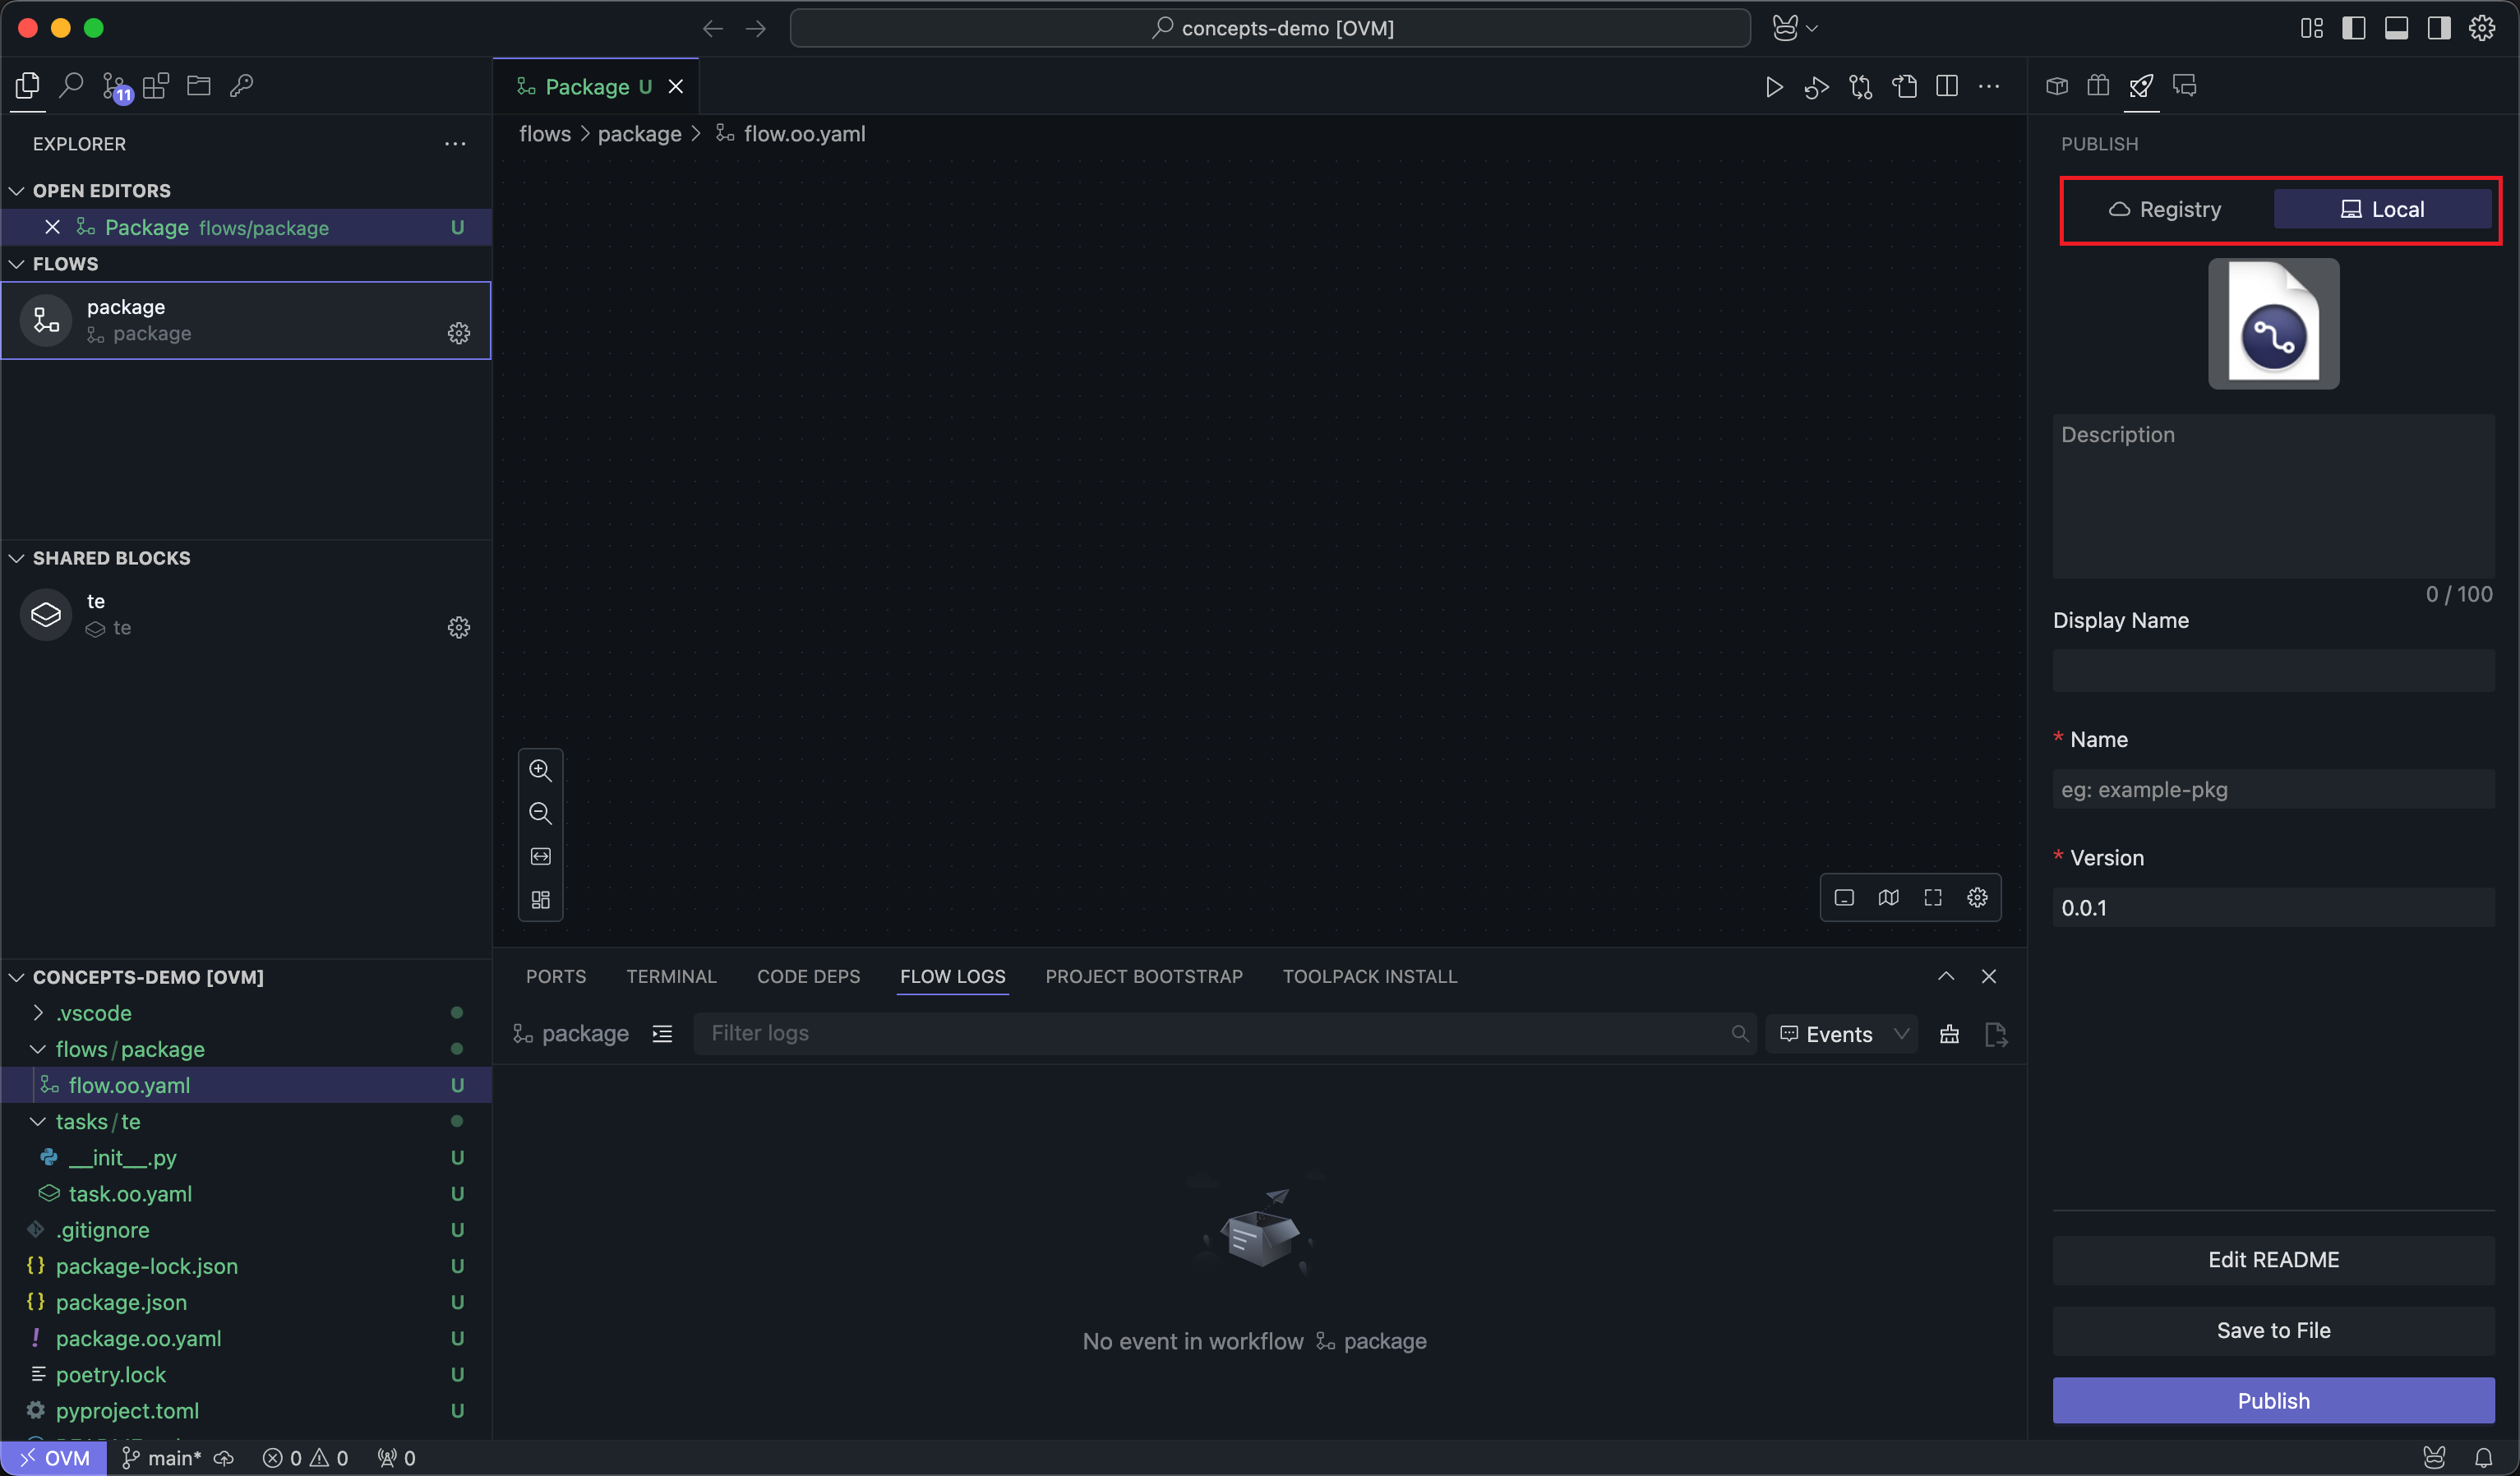 concepts-demo [OVM]
11
Package U
EXPLORER
flows > package > flow.oo.yaml
OPEN EDITORS
Package flows/package U
FLOWS
package
package
SHARED BLOCKS
te
te
CONCEPTS-DEMO [OVM]
.vscode
flows/package
flow.oo.yaml U
tasks/te
__init__.py U
task.oo.yaml U
.gitignore U
package-lock.json U
package.json U
package.oo.yaml U
poetry.lock U
pyproject.toml U
PORTS TERMINAL CODE DEPS FLOW LOGS PROJECT BOOTSTRAP TOOLPACK INSTALL
package Filter logs Events
No event in workflow package
PUBLISH
Registry Local
Description
0 / 100
Display Name
* Name
eg: example-pkg
* Version
0.0.1
Edit README
Save to File
Publish
OVM main* 0 0 0